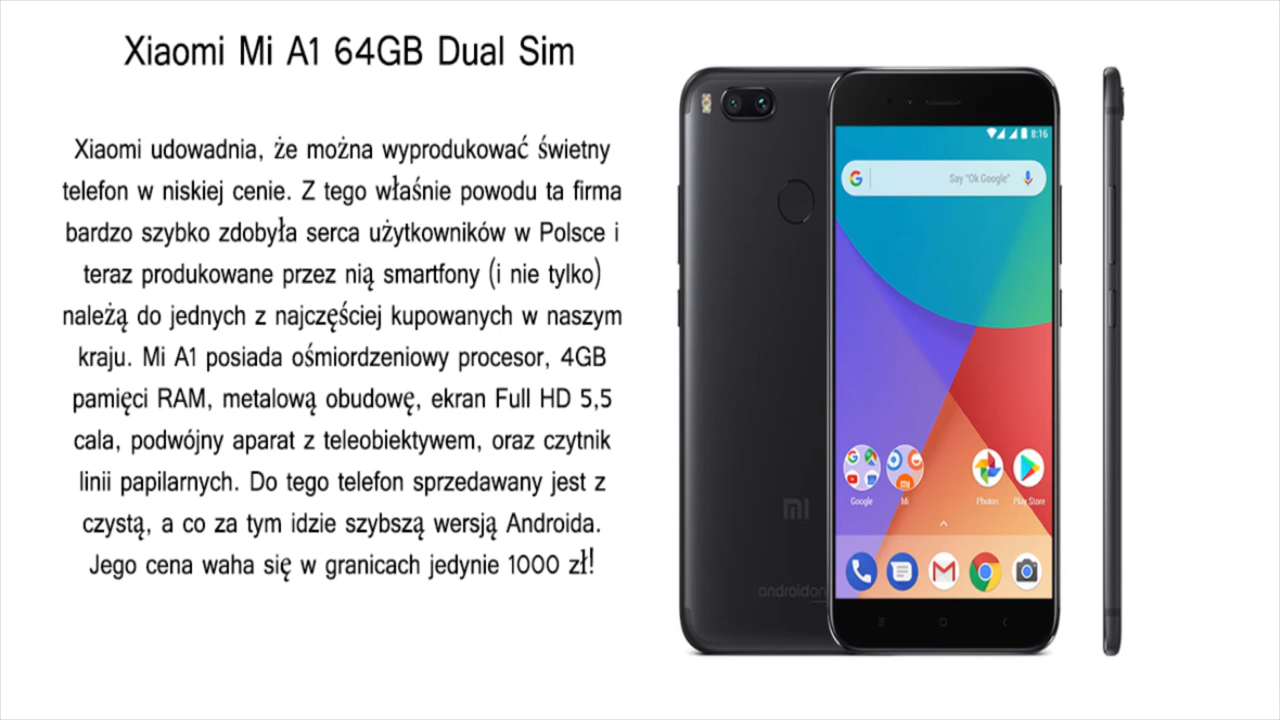 Xiaomi Mi A1 64GB Dual Sim
Xiaomi udowadnia, że można wyprodukować świetny
telefon w niskiej cenie. Z tego właśnie powodu ta firma
bardzo szybko zdobyła serca użytkowników w Polsce i
teraz produkowane przez nią smartfony (i nie tylko)
należą do jednych z najczęściej kupowanych w naszym
kraju. Mi A1 posiada ośmiordzeniowy procesor, 4GB
pamięci RAM, metalową obudowę, ekran Full HD 5,5
cala, podwójny aparat z teleobiektywem, oraz czytnik
linii papilarnych. Do tego telefon sprzedawany jest z
czystą, a co za tym idzie szybszą wersją Androida.
Jego cena waha się w granicach jedynie 1000 zł!
8:16
G Say "Ok Google"
Google Mi Photos Play Store
MI
androidon